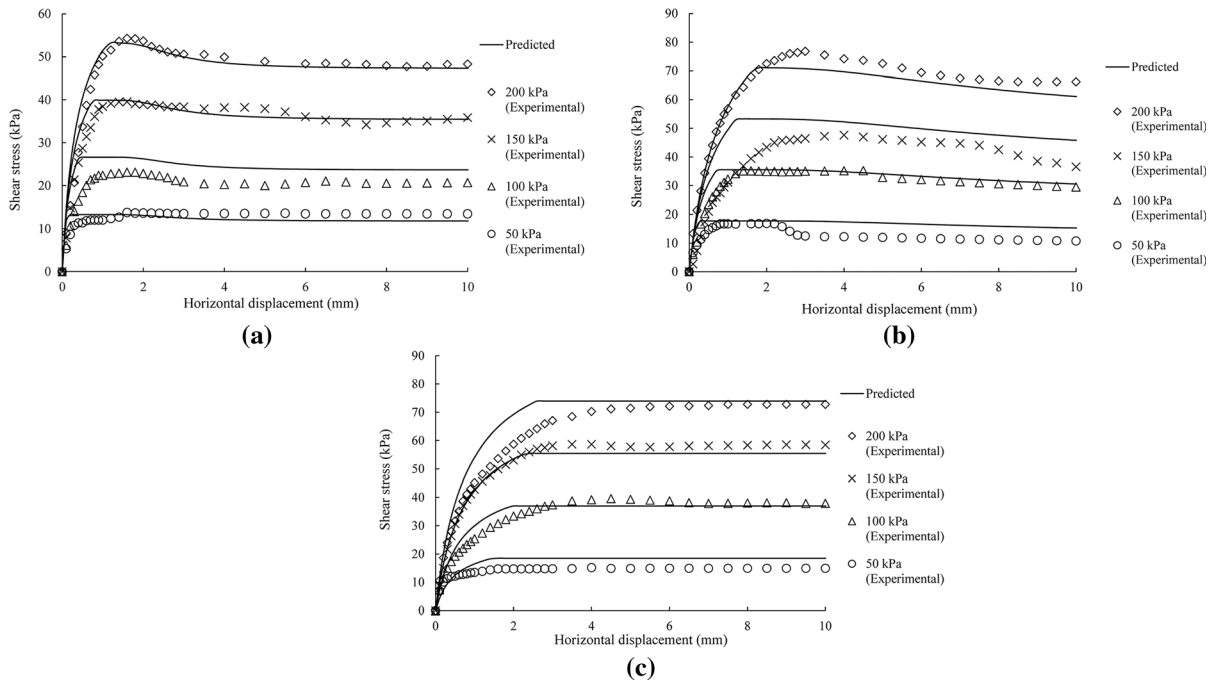 60
50
40
30
20
10
0
Shear stress (kPa)
0 2 4 6 8 10
Horizontal displacement (mm)
Predicted
200 kPa
(Experimental)
150 kPa
(Experimental)
100 kPa
(Experimental)
50 kPa
(Experimental)
(a)
90
80
70
60
50
40
30
20
10
0
Shear stress (kPa)
0 2 4 6 8 10
Horizontal displacement (mm)
Predicted
200 kPa
(Experimental)
150 kPa
(Experimental)
100 kPa
(Experimental)
50 kPa
(Experimental)
(b)
90
80
70
60
50
40
30
20
10
0
Shear stress (kPa)
0 2 4 6 8 10
Horizontal displacement (mm)
Predicted
200 kPa
(Experimental)
150 kPa
(Experimental)
100 kPa
(Experimental)
50 kPa
(Experimental)
(c)